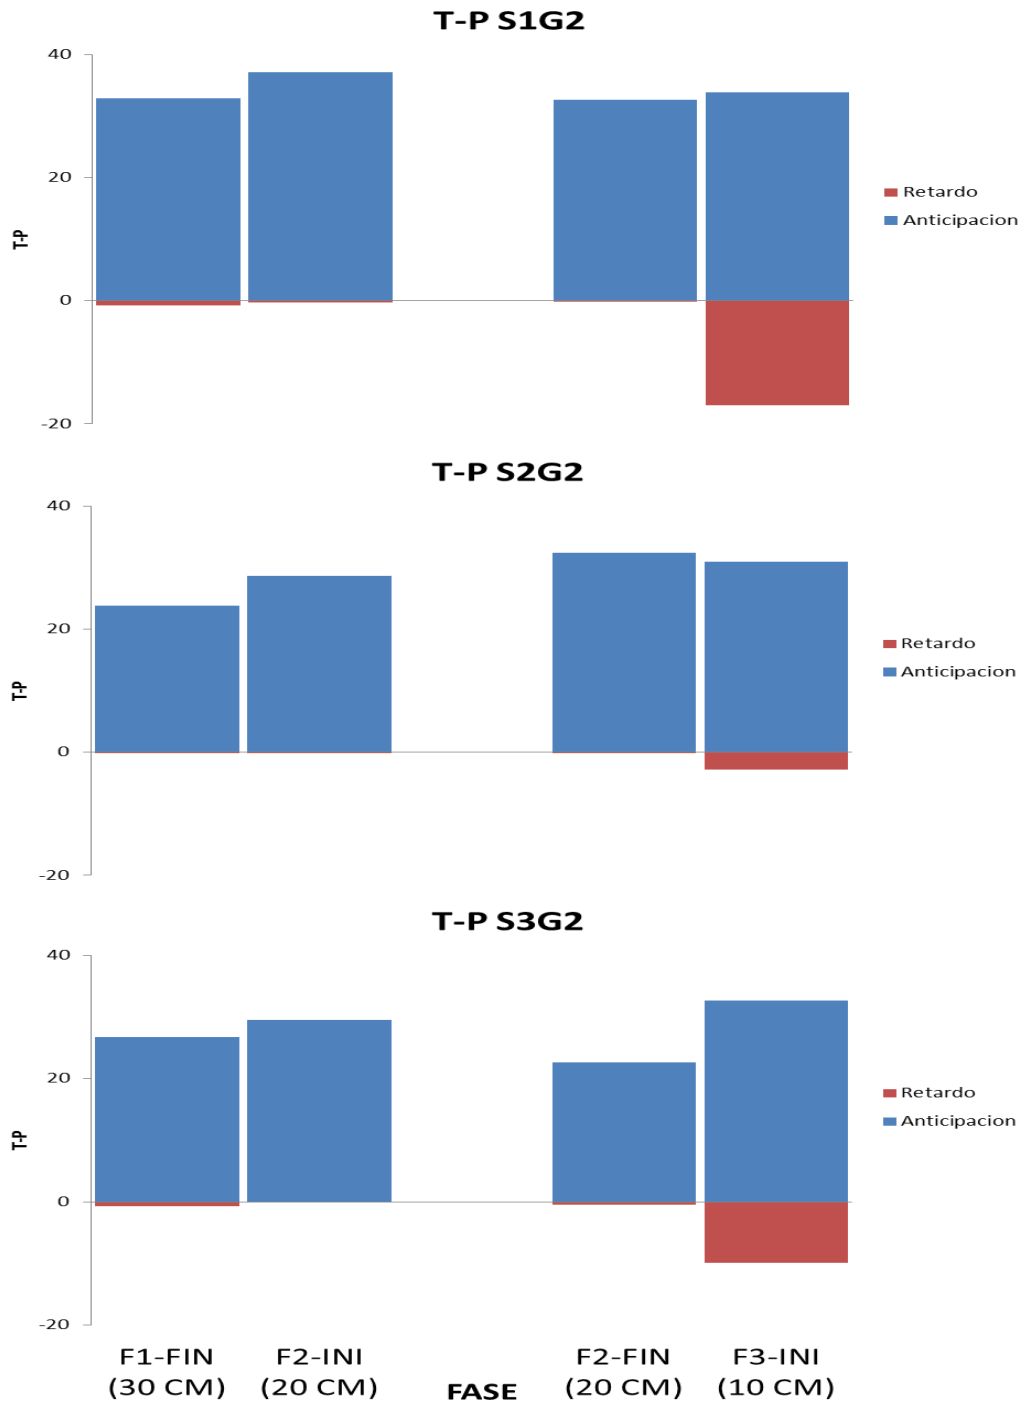 T-P S1G2
40
20
0
-20
T-P
Retardo
Anticipacion
T-P S2G2
40
20
0
-20
T-P
Retardo
Anticipacion
T-P S3G2
40
20
0
-20
T-P
Retardo
Anticipacion
F1-FIN F2-INI F2-FIN F3-INI
(30 CM) (20 CM) FASE (20 CM) (10 CM)